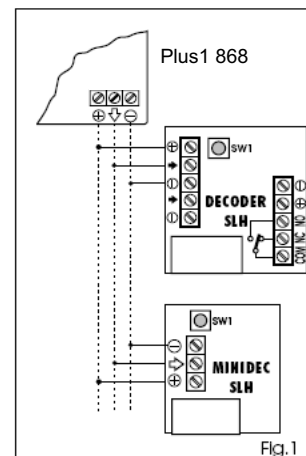 Plus1 868
SW1
DECODER
SLH
COM NC NO
SW1
MINIDEC
SLH
Fig.1